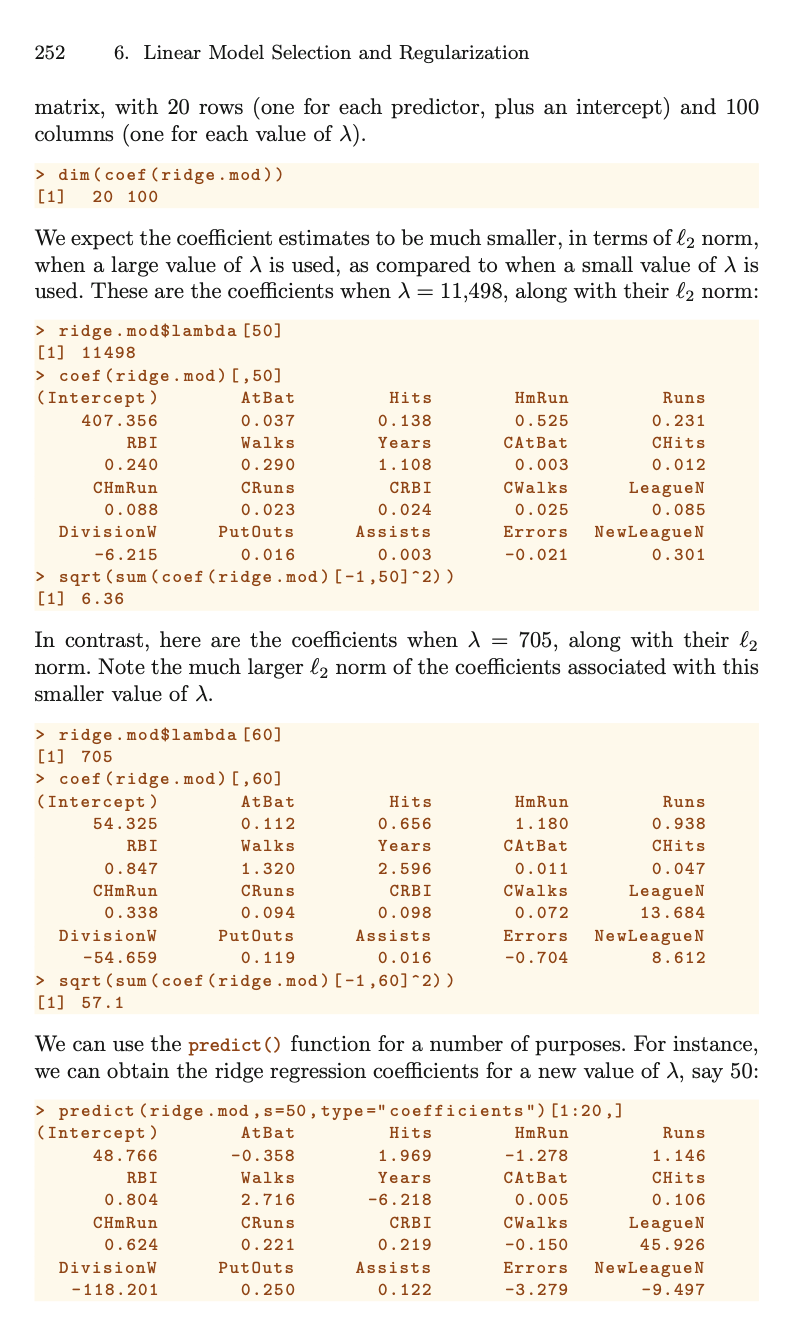 252 6. Linear Model Selection and Regularization
matrix, with 20 rows (one for each predictor, plus an intercept) and 100
columns (one for each value of λ).
> dim(coef(ridge.mod))
[1] 20 100
We expect the coefficient estimates to be much smaller, in terms of ℓ₂ norm,
when a large value of λ is used, as compared to when a small value of λ is
used. These are the coefficients when λ = 11,498, along with their ℓ₂ norm:
> ridge.mod$lambda[50]
[1] 11498
> coef(ridge.mod)[,50]
(Intercept) AtBat Hits HmRun Runs
407.356 0.037 0.138 0.525 0.231
RBI Walks Years CAtBat CHits
0.240 0.290 1.108 0.003 0.012
CHmRun CRuns CRBI CWalks LeagueN
0.088 0.023 0.024 0.025 0.085
DivisionW PutOuts Assists Errors NewLeagueN
-6.215 0.016 0.003 -0.021 0.301
> sqrt(sum(coef(ridge.mod)[-1,50]^2))
[1] 6.36
In contrast, here are the coefficients when λ = 705, along with their ℓ₂
norm. Note the much larger ℓ₂ norm of the coefficients associated with this
smaller value of λ.
> ridge.mod$lambda[60]
[1] 705
> coef(ridge.mod)[,60]
(Intercept) AtBat Hits HmRun Runs
54.325 0.112 0.656 1.180 0.938
RBI Walks Years CAtBat CHits
0.847 1.320 2.596 0.011 0.047
CHmRun CRuns CRBI CWalks LeagueN
0.338 0.094 0.098 0.072 13.684
DivisionW PutOuts Assists Errors NewLeagueN
-54.659 0.119 0.016 -0.704 8.612
> sqrt(sum(coef(ridge.mod)[-1,60]^2))
[1] 57.1
We can use the predict() function for a number of purposes. For instance,
we can obtain the ridge regression coefficients for a new value of λ, say 50:
> predict(ridge.mod,s=50,type="coefficients")[1:20,]
(Intercept) AtBat Hits HmRun Runs
48.766 -0.358 1.969 -1.278 1.146
RBI Walks Years CAtBat CHits
0.804 2.716 -6.218 0.005 0.106
CHmRun CRuns CRBI CWalks LeagueN
0.624 0.221 0.219 -0.150 45.926
DivisionW PutOuts Assists Errors NewLeagueN
-118.201 0.250 0.122 -3.279 -9.497